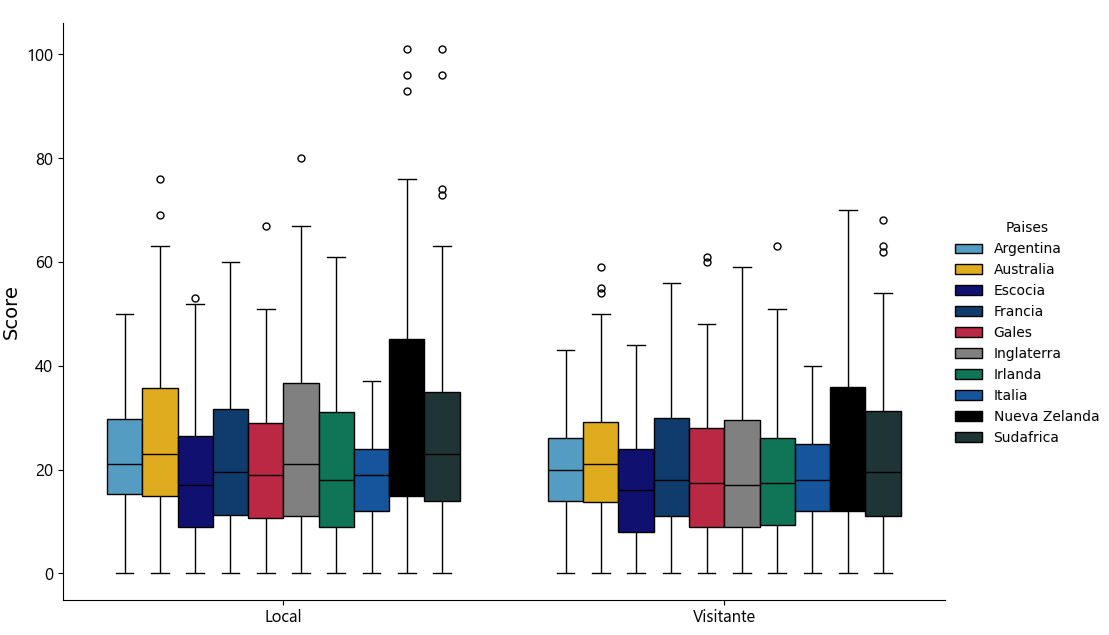 Score
100
80
60
40
20
0
Local
Visitante
Paises
Argentina
Australia
Escocia
Francia
Gales
Inglaterra
Irlanda
Italia
Nueva Zelanda
Sudafrica